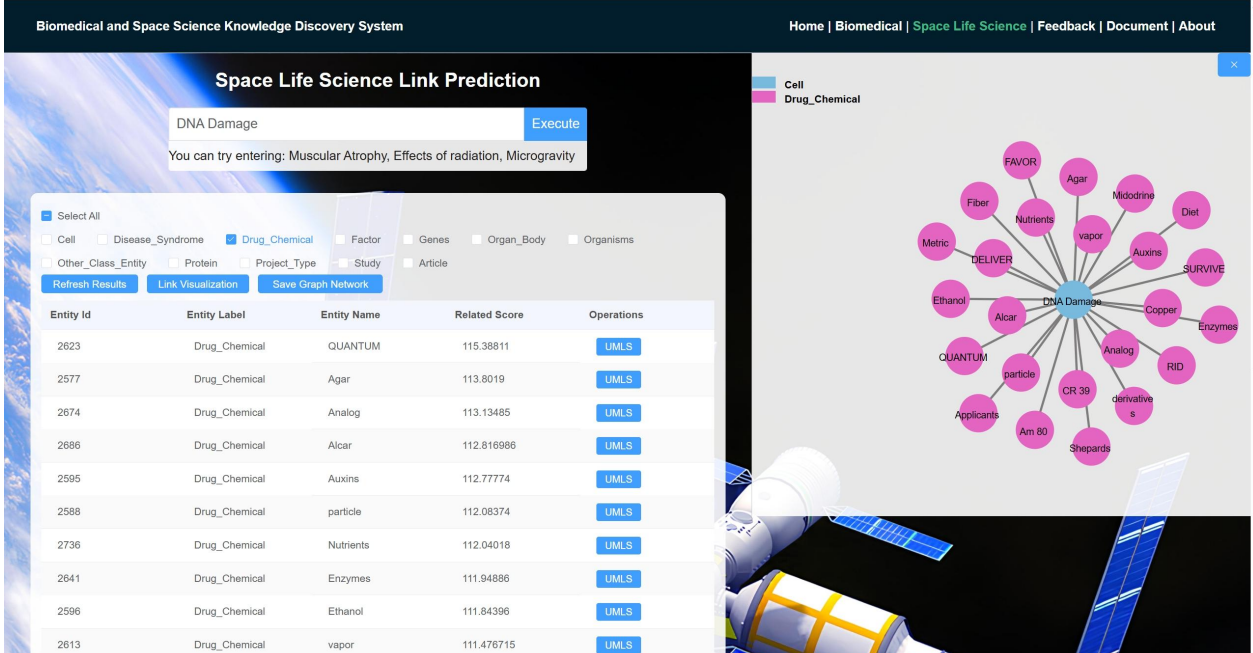 Biomedical and Space Science Knowledge Discovery System
Home | Biomedical | Space Life Science | Feedback | Document | About
Space Life Science Link Prediction
DNA Damage Execute
You can try entering: Muscular Atrophy, Effects of radiation, Microgravity
Select All
Cell Disease_Syndrome Drug_Chemical Factor Genes Organ_Body Organisms
Other_Class_Entity Protein Project_Type Study Article
Refresh Results Link Visualization Save Graph Network
Entity Id Entity Label Entity Name Related Score Operations
2623 Drug_Chemical QUANTUM 115.38811 UMLS
2577 Drug_Chemical Agar 113.8019 UMLS
2674 Drug_Chemical Analog 113.13485 UMLS
2686 Drug_Chemical Alcar 112.816986 UMLS
2595 Drug_Chemical Auxins 112.77774 UMLS
2588 Drug_Chemical particle 112.08374 UMLS
2736 Drug_Chemical Nutrients 112.04018 UMLS
2641 Drug_Chemical Enzymes 111.94886 UMLS
2596 Drug_Chemical Ethanol 111.84396 UMLS
2613 Drug_Chemical vapor 111.476715 UMLS
Cell
Drug_Chemical
FAVOR
Agar
Midodrine
Fiber
Nutrients
Diet
vapor
Metric
DELIVER
Auxins
SURVIVE
Ethanol
DNA Damage
Alcar
Copper
Enzymes
QUANTUM
Analog
particle
RID
CR 39
derivative
s
Applicants
Am 80
Shepards